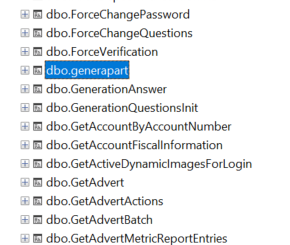 dbo.ForceChangePassword
dbo.ForceChangeQuestions
dbo.ForceVerification
dbo.generapart
dbo.GenerationAnswer
dbo.GenerationQuestionsInit
dbo.GetAccountByAccountNumber
dbo.GetAccountFiscalInformation
dbo.GetActiveDynamicImagesForLogin
dbo.GetAdvert
dbo.GetAdvertActions
dbo.GetAdvertBatch
dbo.GetAdvertMetricReportEntries